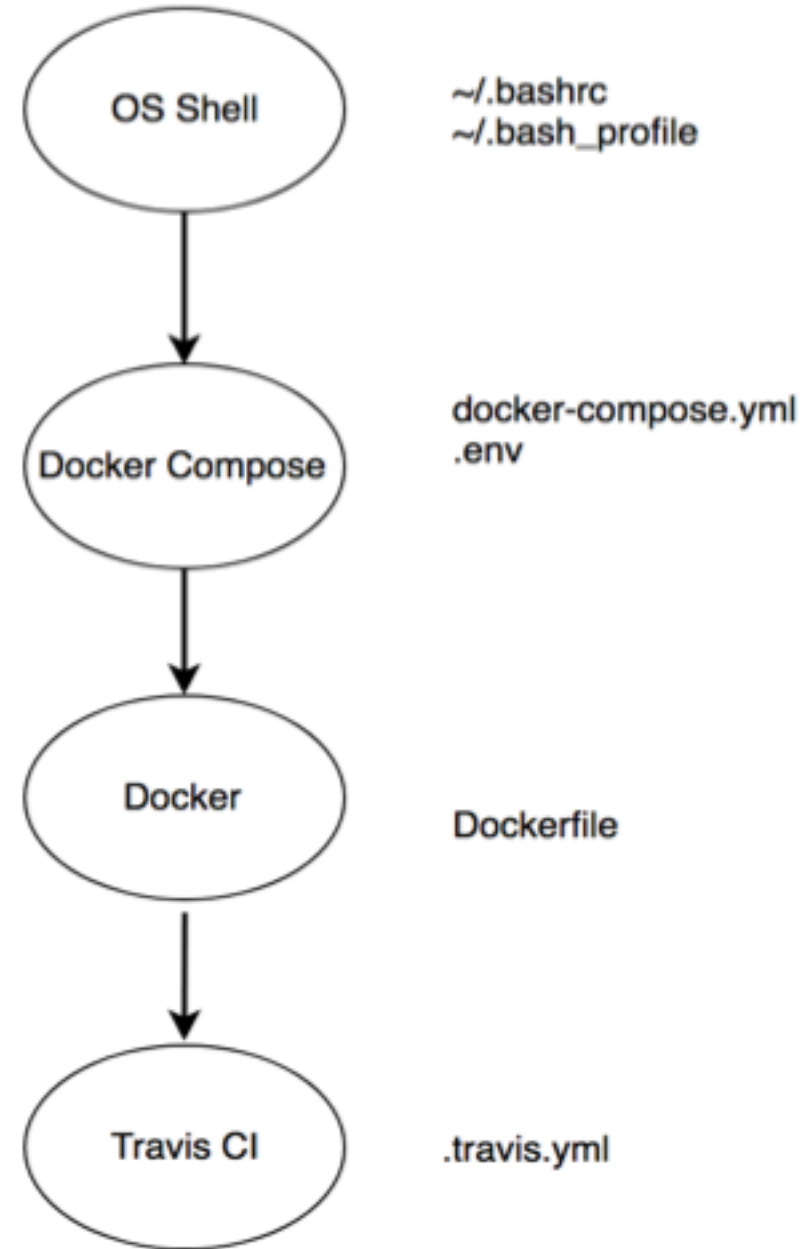 OS Shell
~/.bashrc
~/.bash_profile
Docker Compose
docker-compose.yml
.env
Docker
Dockerfile
Travis CI
.travis.yml